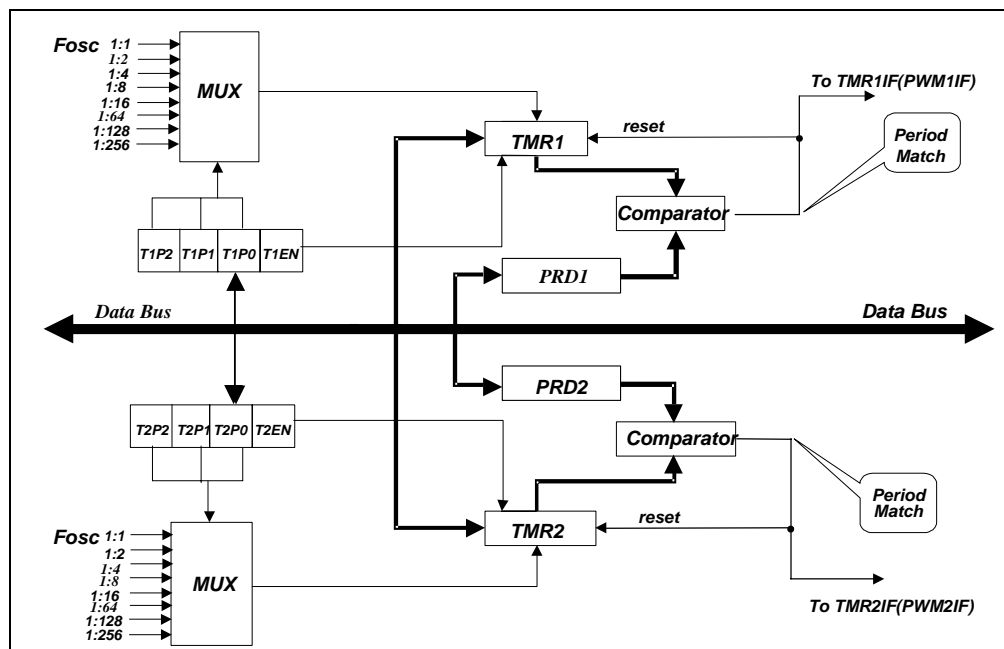 Fosc 1:1
1:2
1:4
1:8
1:16
1:64
1:128
1:256
MUX
To TMR1IF(PWM1IF)
reset
TMR1
Period
Match
Comparator
T1P2 T1P1 T1P0 T1EN
PRD1
Data Bus
Data Bus
PRD2
T2P2 T2P1 T2P0 T2EN
Comparator
Period
Match
reset
TMR2
Fosc 1:1
1:2
1:4
1:8
1:16
1:64
1:128
1:256
MUX
To TMR2IF(PWM2IF)